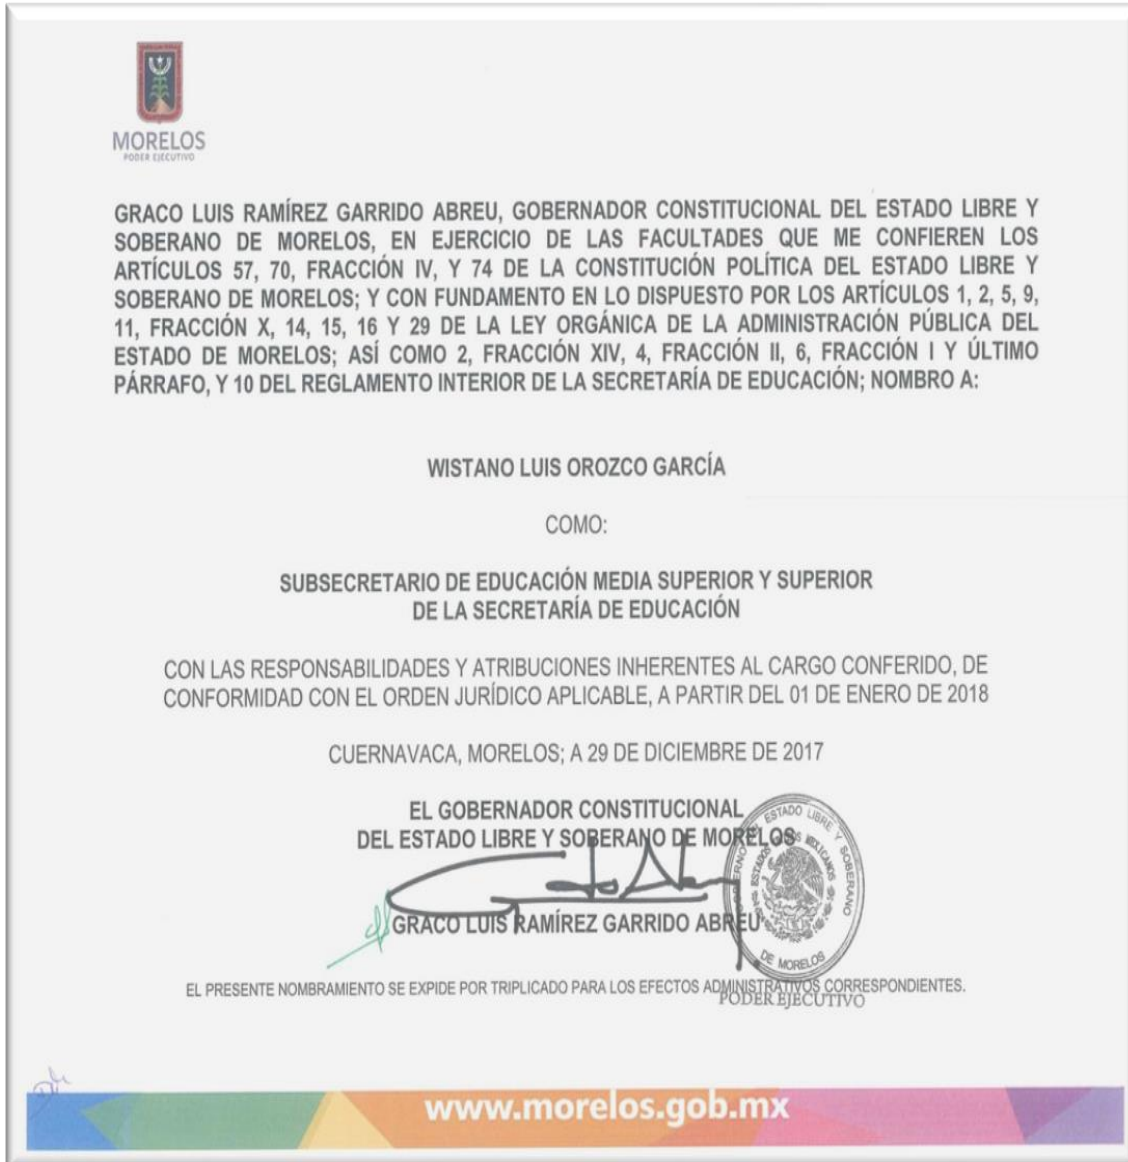 MORELOS
PODER EJECUTIVO
GRACO LUIS RAMÍREZ GARRIDO ABREU, GOBERNADOR CONSTITUCIONAL DEL ESTADO LIBRE Y
SOBERANO DE MORELOS, EN EJERCICIO DE LAS FACULTADES QUE ME CONFIEREN LOS
ARTÍCULOS 57, 70, FRACCIÓN IV, Y 74 DE LA CONSTITUCIÓN POLÍTICA DEL ESTADO LIBRE Y
SOBERANO DE MORELOS; Y CON FUNDAMENTO EN LO DISPUESTO POR LOS ARTÍCULOS 1, 2, 5, 9,
11, FRACCIÓN X, 14, 15, 16 Y 29 DE LA LEY ORGÁNICA DE LA ADMINISTRACIÓN PÚBLICA DEL
ESTADO DE MORELOS; ASÍ COMO 2, FRACCIÓN XIV, 4, FRACCIÓN II, 6, FRACCIÓN I Y ÚLTIMO
PÁRRAFO, Y 10 DEL REGLAMENTO INTERIOR DE LA SECRETARÍA DE EDUCACIÓN; NOMBRO A:
WISTANO LUIS OROZCO GARCÍA
COMO:
SUBSECRETARIO DE EDUCACIÓN MEDIA SUPERIOR Y SUPERIOR
DE LA SECRETARÍA DE EDUCACIÓN
CON LAS RESPONSABILIDADES Y ATRIBUCIONES INHERENTES AL CARGO CONFERIDO, DE
CONFORMIDAD CON EL ORDEN JURÍDICO APLICABLE, A PARTIR DEL 01 DE ENERO DE 2018
CUERNAVACA, MORELOS; A 29 DE DICIEMBRE DE 2017
EL GOBERNADOR CONSTITUCIONAL
DEL ESTADO LIBRE Y SOBERANO DE MORELOS
GRACO LUIS RAMÍREZ GARRIDO ABREU
ESTADO LIBRE Y SOBERANO
ESTADOS UNIDOS MEXICANOS
DE MORELOS
EL PRESENTE NOMBRAMIENTO SE EXPIDE POR TRIPLICADO PARA LOS EFECTOS ADMINISTRATIVOS CORRESPONDIENTES.
PODER EJECUTIVO
www.morelos.gob.mx